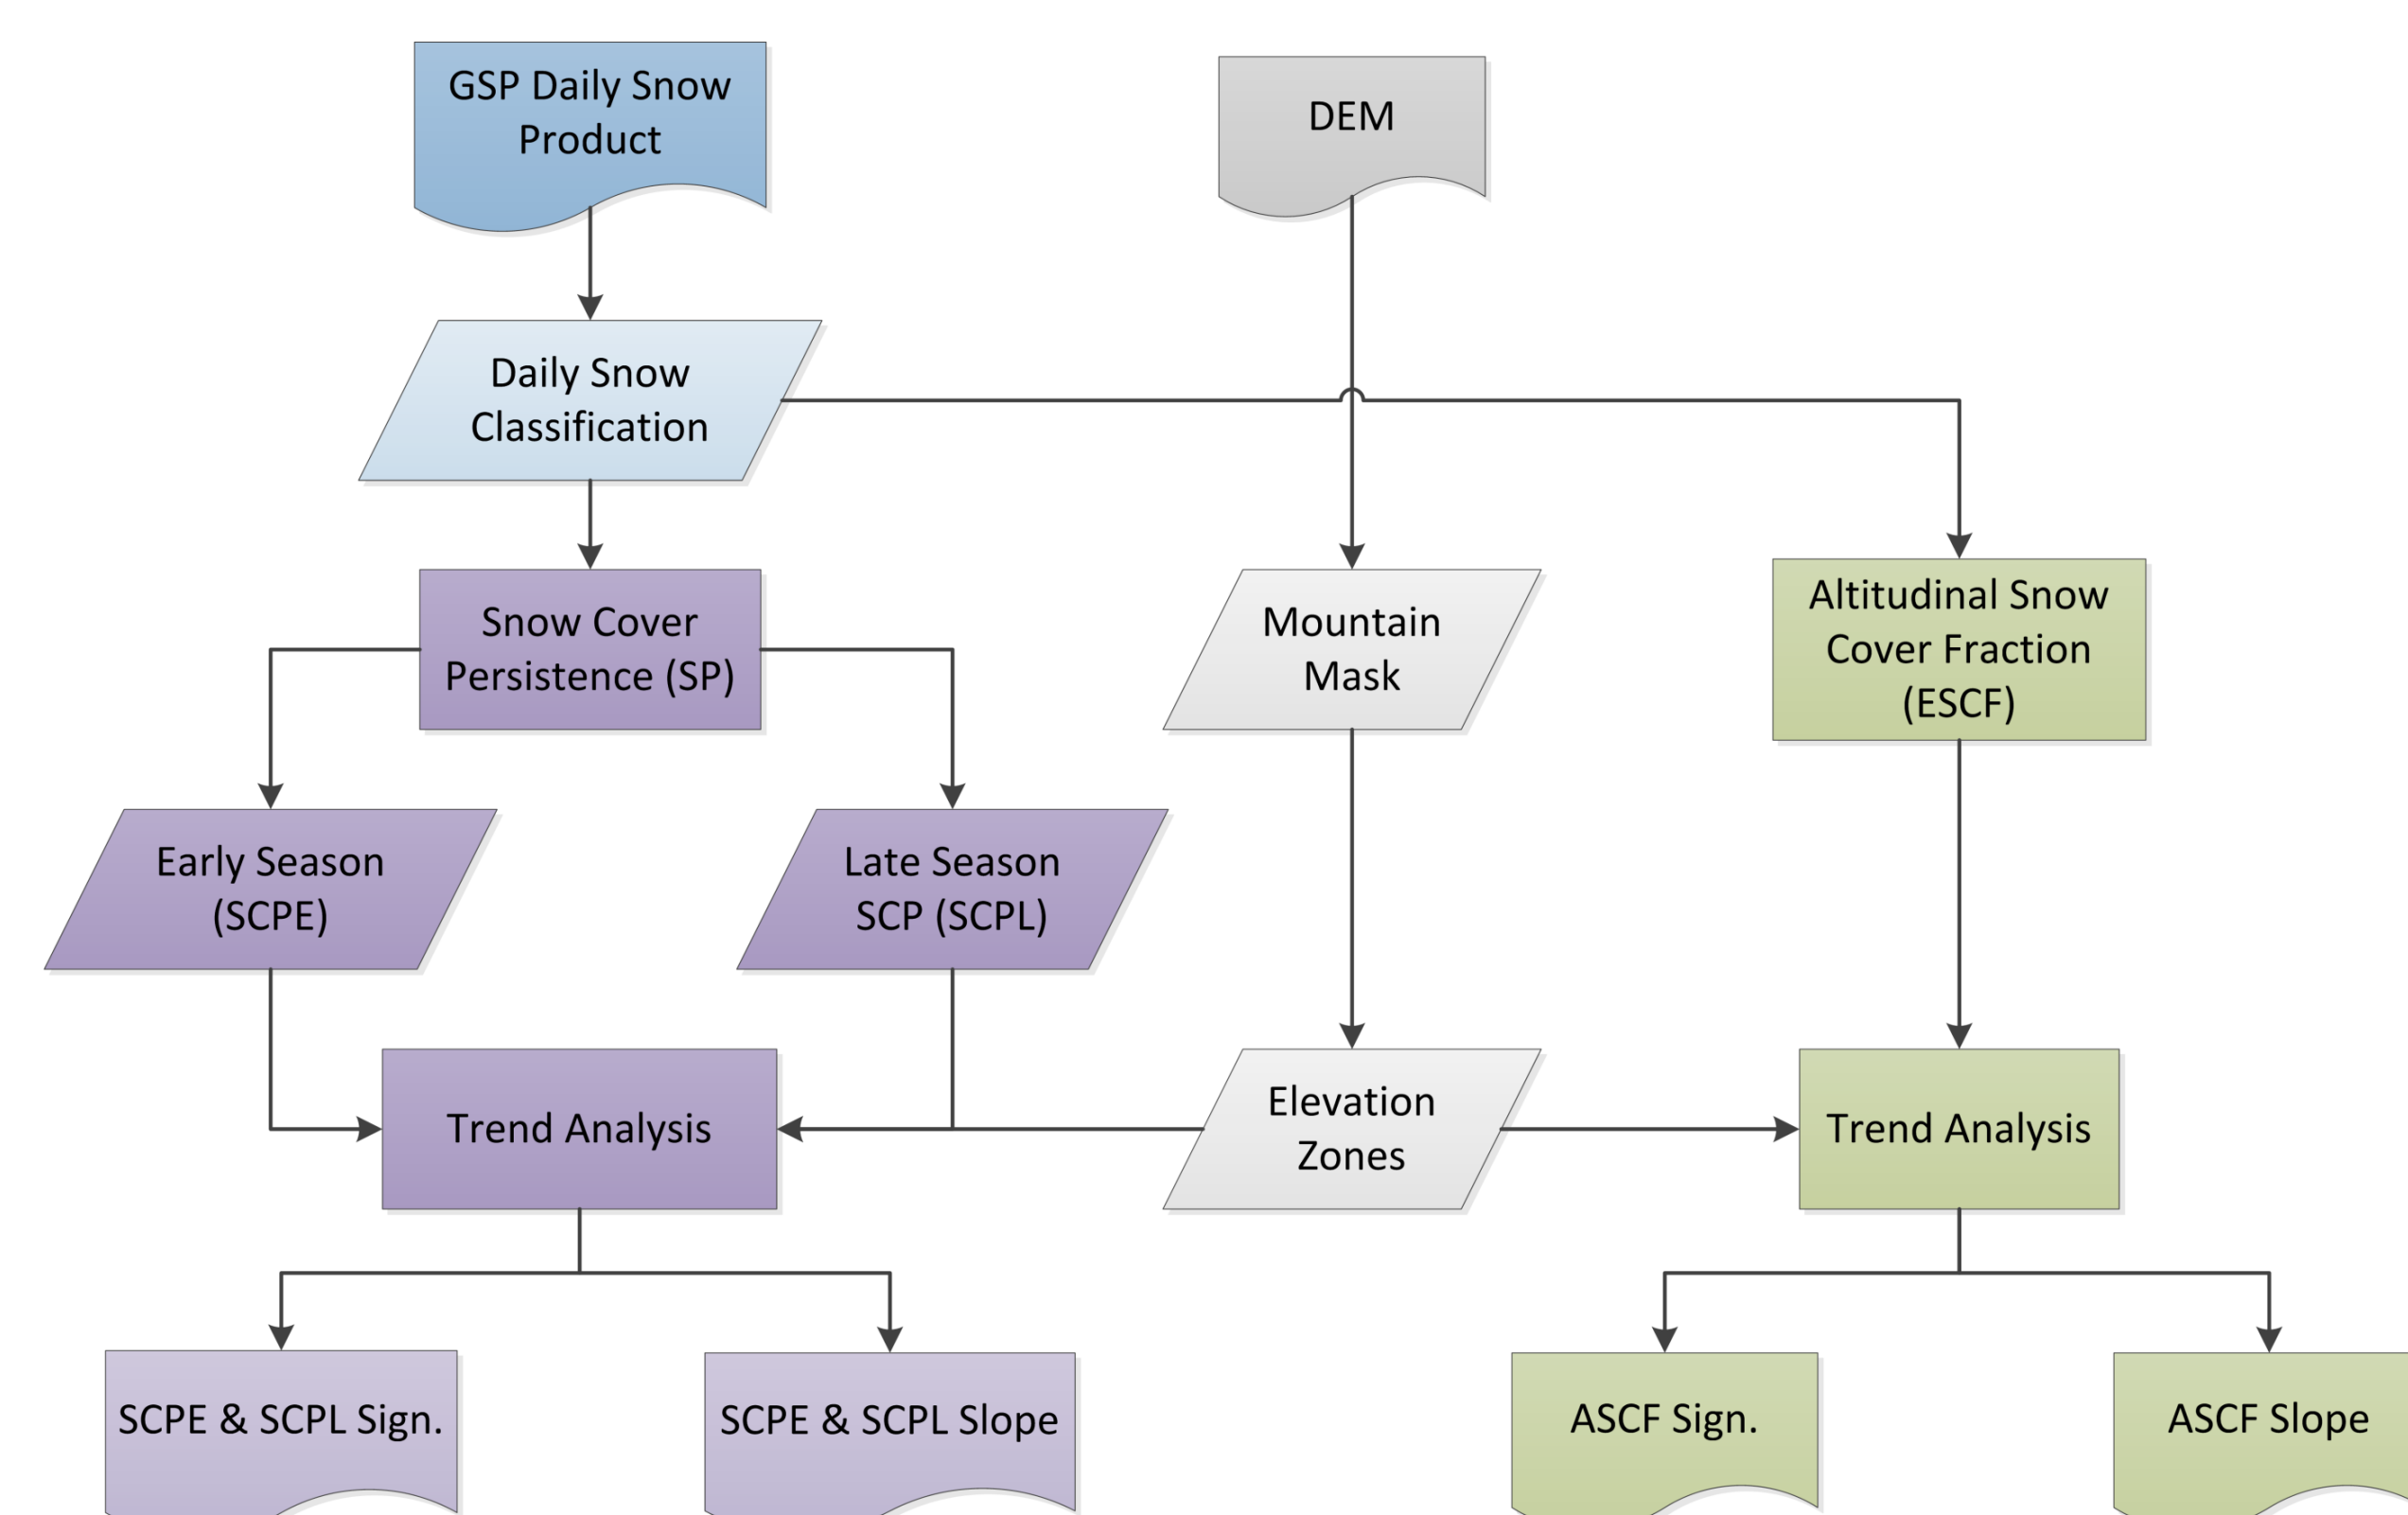 GSP Daily Snow
Product
DEM
Daily Snow
Classification
Snow Cover
Persistence (SP)
Mountain
Mask
Altitudinal Snow
Cover Fraction
(ESCF)
Early Season
(SCPE)
Late Season
SCP (SCPL)
Trend Analysis
Elevation
Zones
Trend Analysis
SCPE & SCPL Sign.
SCPE & SCPL Slope
ASCF Sign.
ASCF Slope